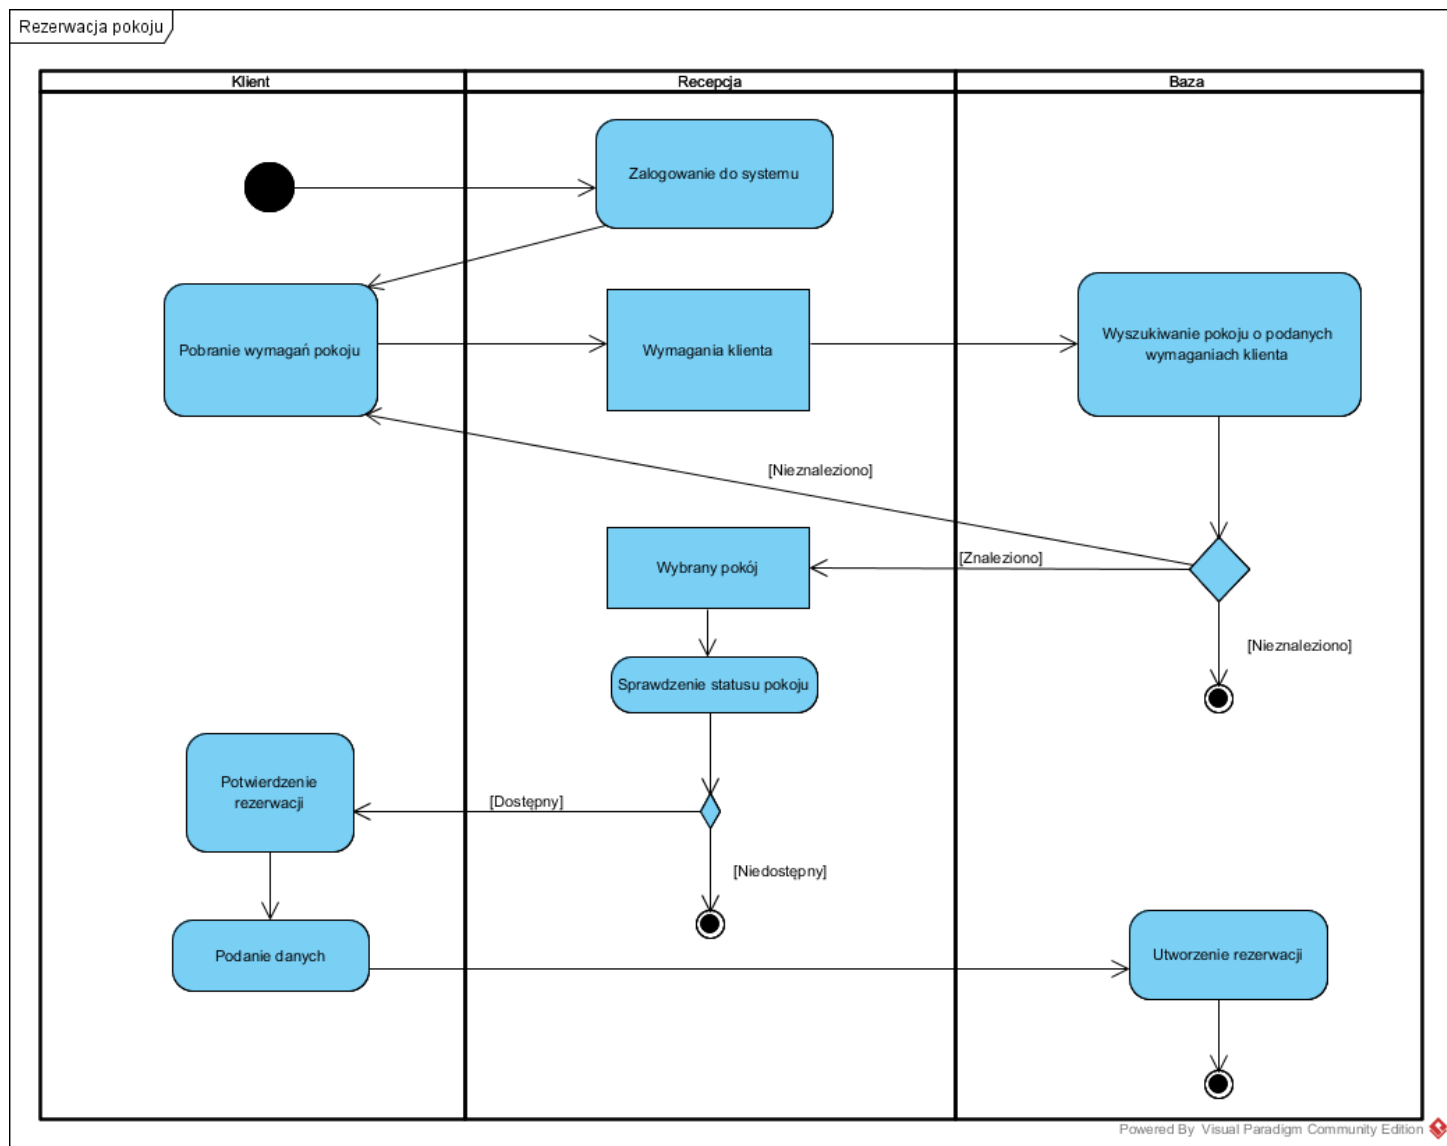 Rezerwacja pokoju
Klient
Recepcja
Baza
Zalogowanie do systemu
Pobranie wymagań pokoju
Wymagania klienta
Wyszukiwanie pokoju o podanych
wymaganiach klienta
[Nieznaleziono]
Wybrany pokój
[Znaleziono]
[Nieznaleziono]
Sprawdzenie statusu pokoju
Potwierdzenie
rezerwacji
[Dostępny]
[Niedostępny]
Podanie danych
Utworzenie rezerwacji
Powered By Visual Paradigm Community Edition